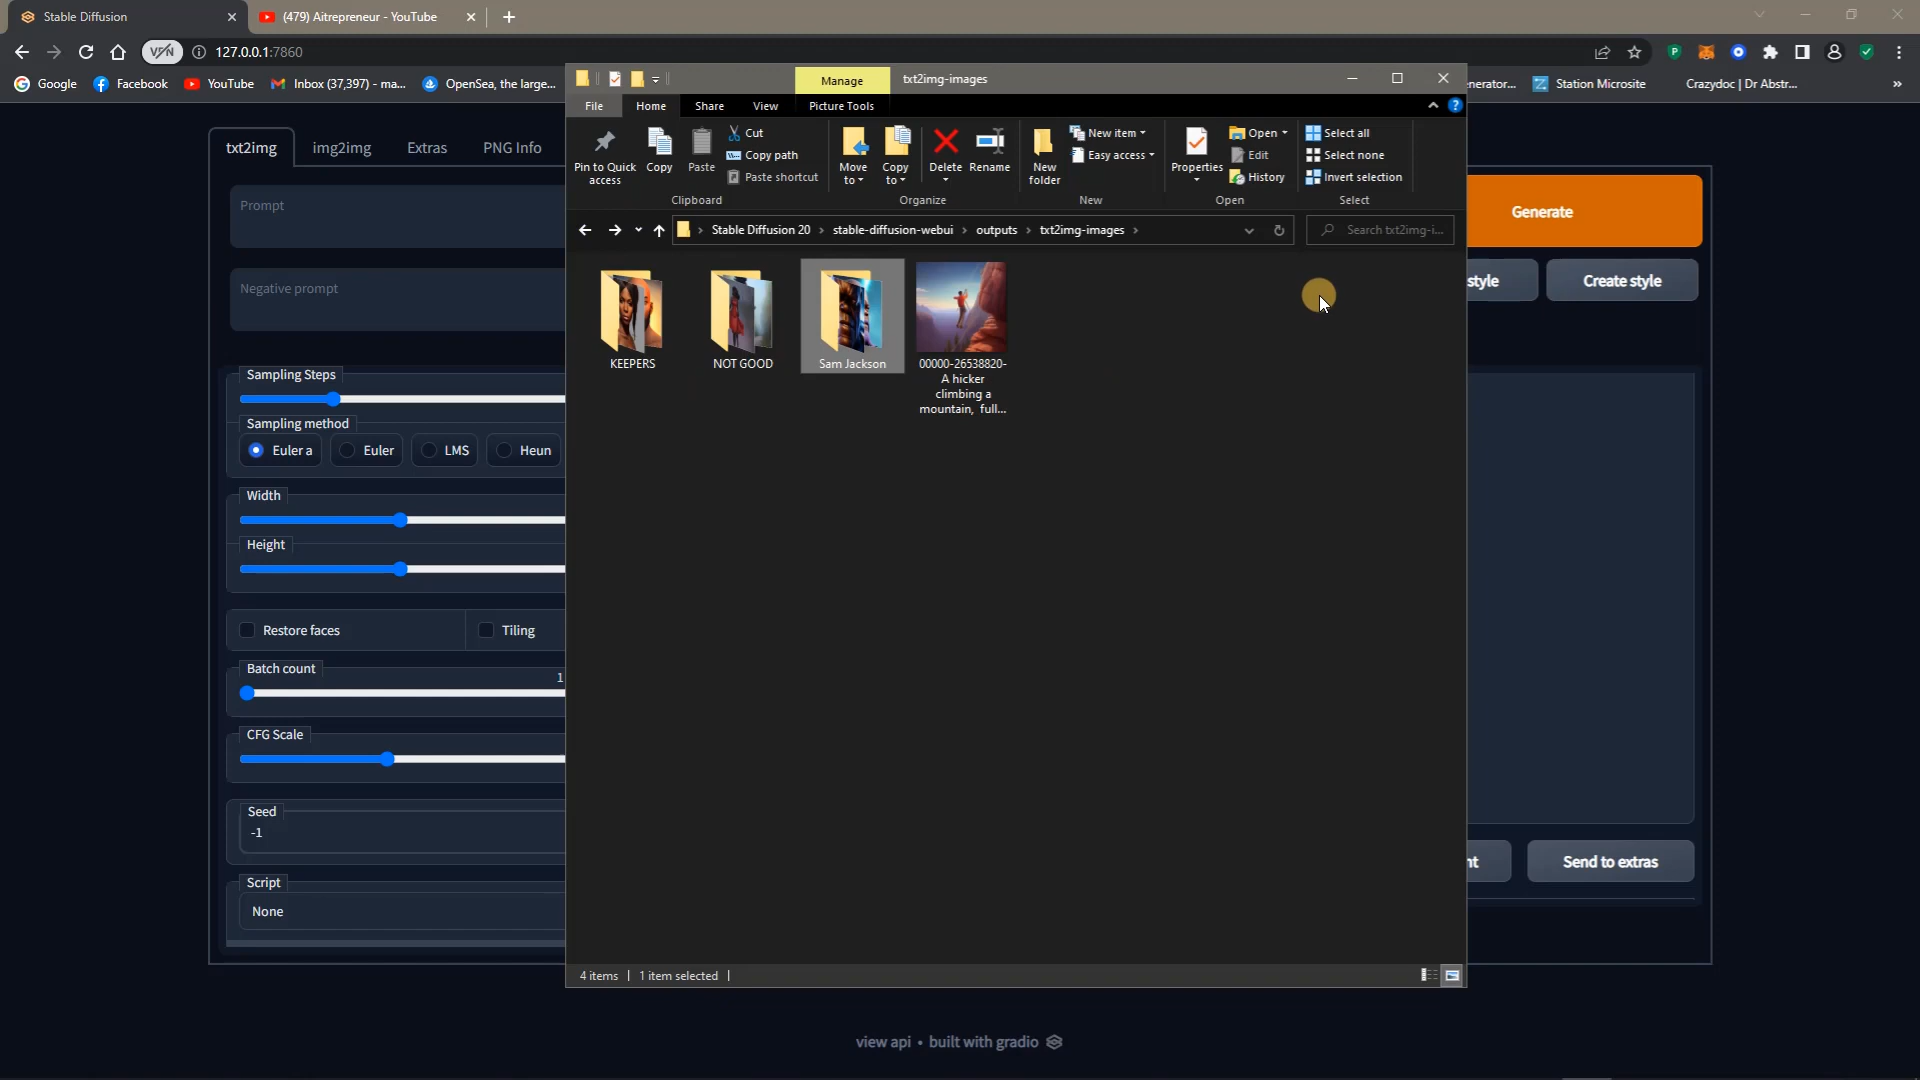 Stable Diffusion
(479) Aitrepreneur - YouTube
VPN
127.0.0.1:7860
Google
Facebook
YouTube
Inbox (37,397) - ma...
OpenSea, the large...
enerator...
Station Microsite
Crazydoc | Dr Abstr...
Manage
txt2img-images
File
Home
Share
View
Picture Tools
Pin to Quick access
Copy
Paste
Cut
Copy path
Paste shortcut
Clipboard
Move to
Copy to
Delete
Rename
Organize
New folder
New item
Easy access
New
Properties
Open
Edit
History
Open
Select all
Select none
Invert selection
Select
Stable Diffusion 20 › stable-diffusion-webui › outputs › txt2img-images ›
Search txt2img-i...
KEEPERS
NOT GOOD
Sam Jackson
00000-26538820-
A hicker
climbing a
mountain, full...
4 items
1 item selected
txt2img
img2img
Extras
PNG Info
Prompt
Negative prompt
Generate
style
Create style
Sampling Steps
Sampling method
Euler a
Euler
LMS
Heun
Width
Height
Restore faces
Tiling
Batch count
1
CFG Scale
Seed
-1
Script
None
nt
Send to extras
view api • built with gradio